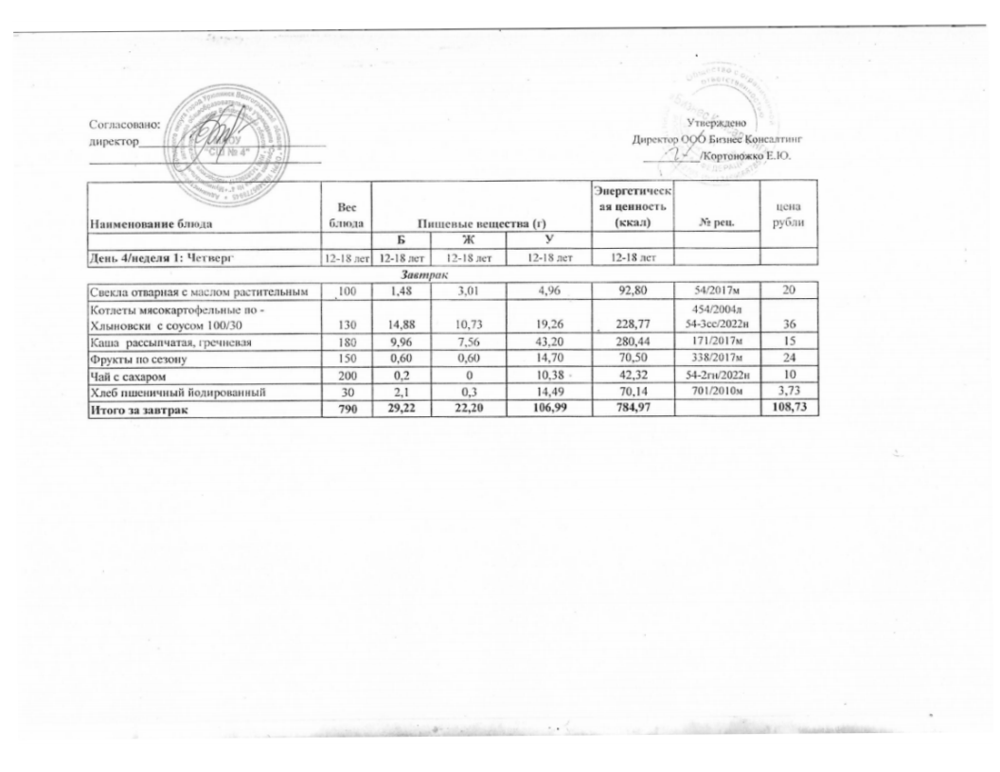 Согласовано:
директор
"СШ № 4"
Утверждено
Директор ООО Бизнес Консалтинг
/Кортоножко Е.Ю.
Наименование блюда Вес блюда Пищевые вещества (г) Энергетическая ценность (ккал) № рец. цена рубли
Б Ж У
День 4/неделя 1: Четверг 12-18 лет 12-18 лет 12-18 лет 12-18 лет 12-18 лет
Завтрак
Свекла отварная с маслом растительным 100 1,48 3,01 4,96 92,80 54/2017м 20
Котлеты мясокартофельные по - Хлыновски с соусом 100/30 130 14,88 10,73 19,26 228,77 454/2004л 54-3сс/2022н 36
Каша рассыпчатая, гречневая 180 9,96 7,56 43,20 280,44 171/2017м 15
Фрукты по сезону 150 0,60 0,60 14,70 70,50 338/2017м 24
Чай с сахаром 200 0,2 0 10,38 42,32 54-2гн/2022н 10
Хлеб пшеничный йодированный 30 2,1 0,3 14,49 70,14 701/2010м 3,73
Итого за завтрак 790 29,22 22,20 106,99 784,97 108,73